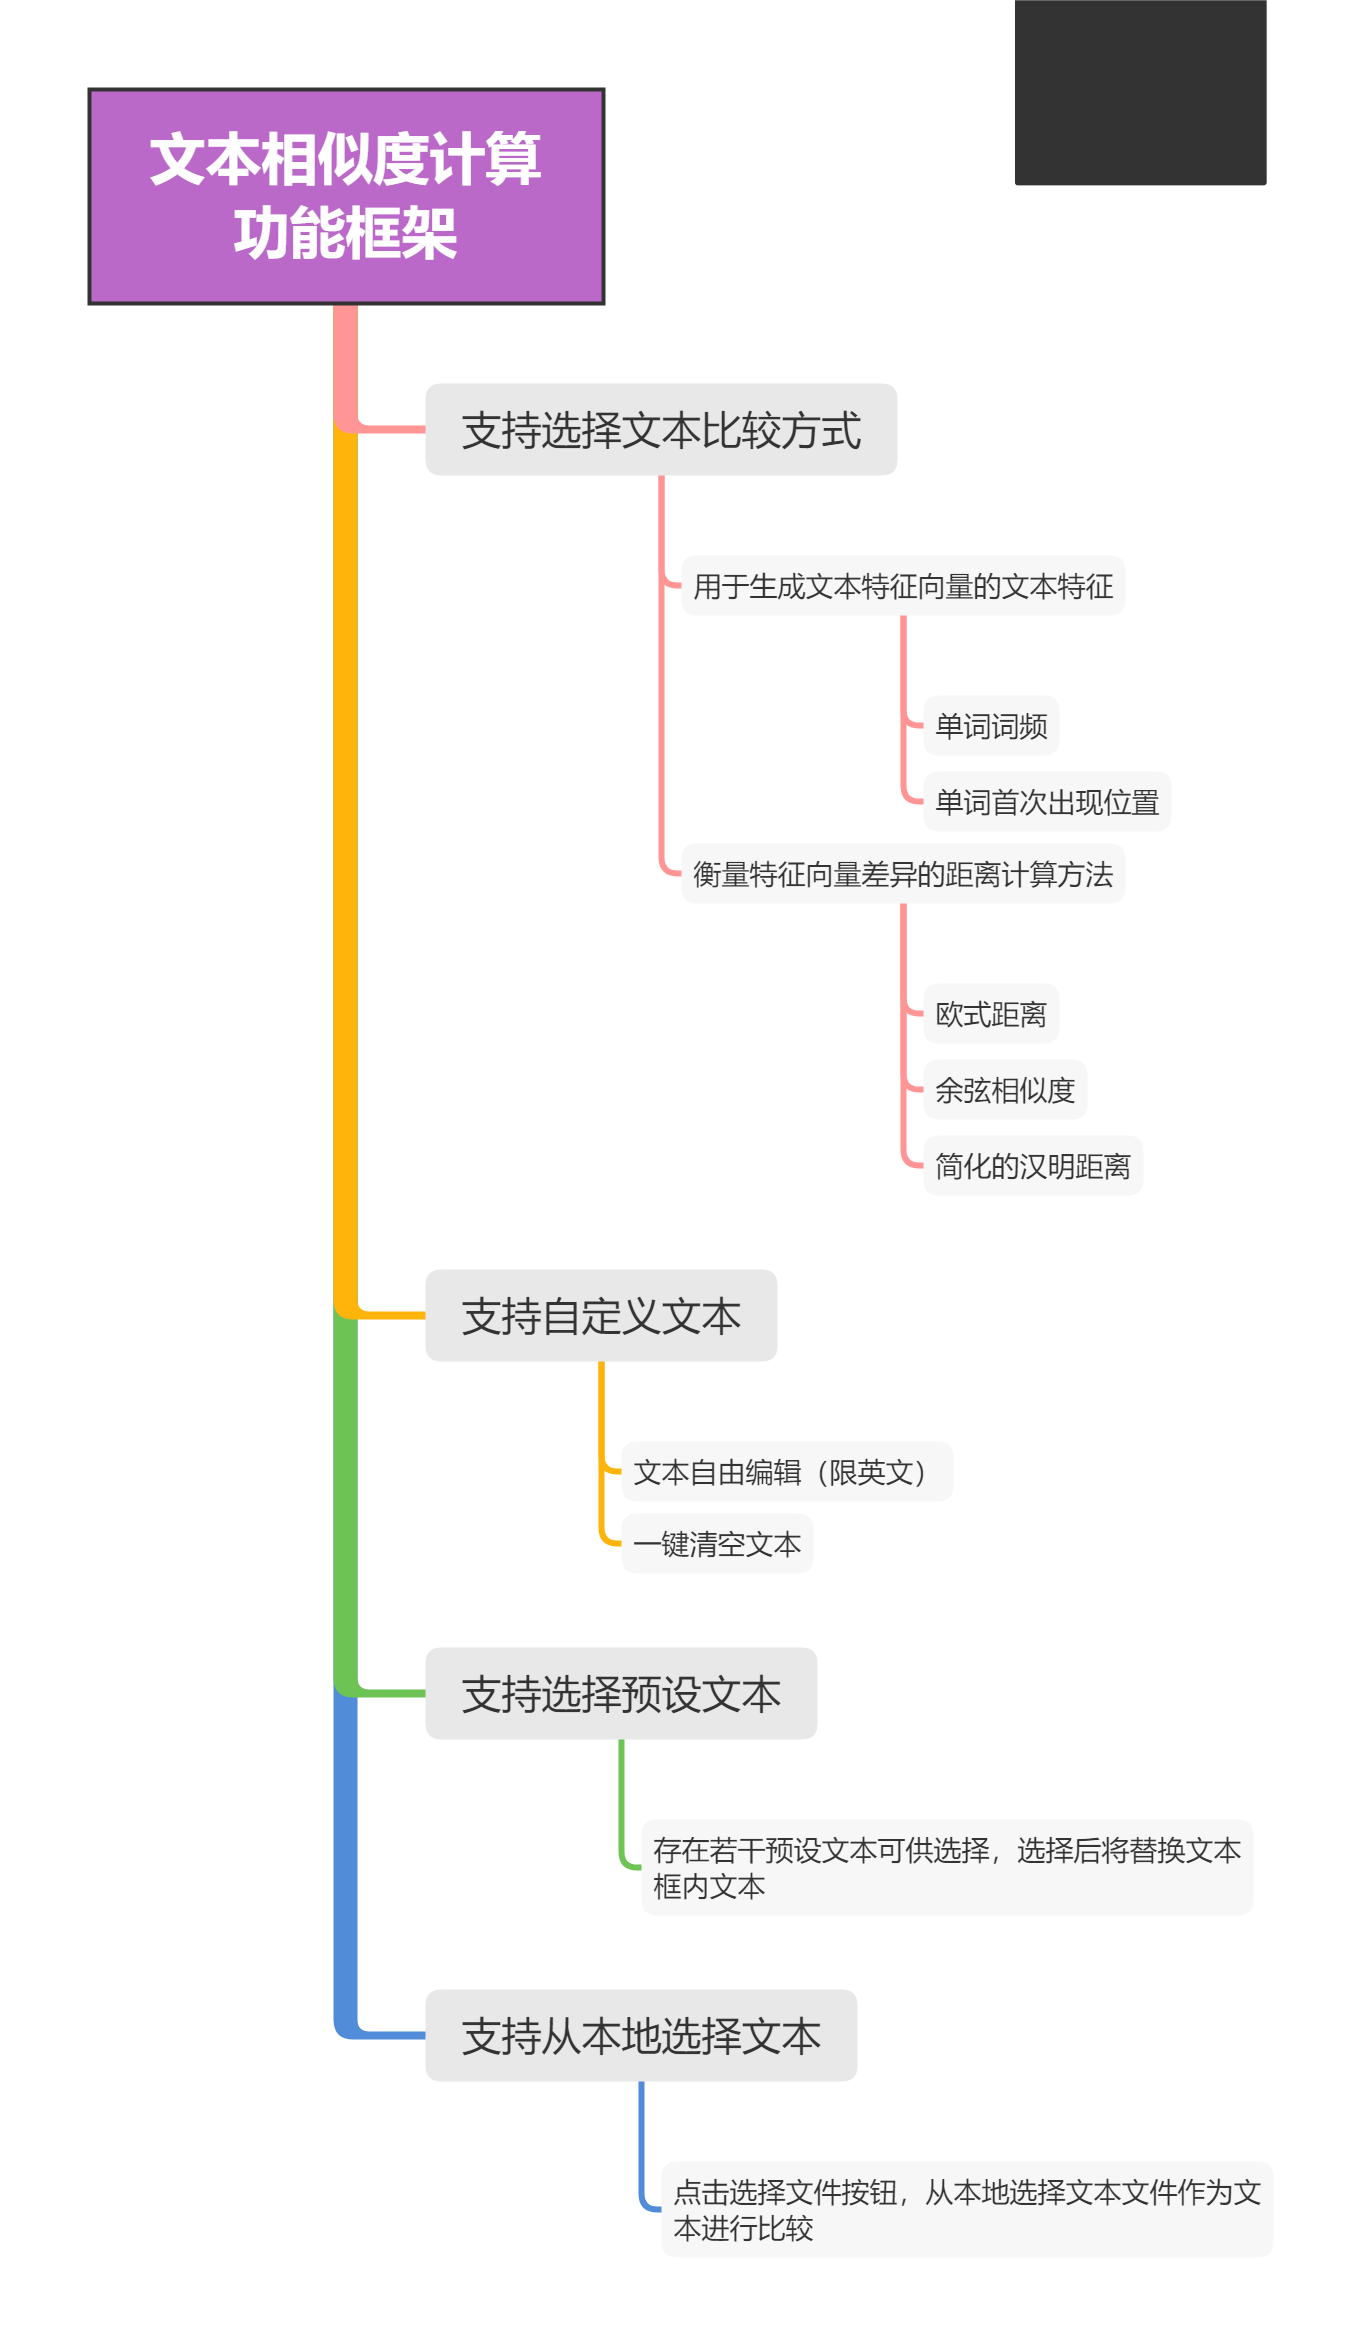 文本相似度计算
功能框架
支持选择文本比较方式
用于生成文本特征向量的文本特征
单词词频
单词首次出现位置
衡量特征向量差异的距离计算方法
欧式距离
余弦相似度
简化的汉明距离
支持自定义文本
文本自由编辑（限英文）
一键清空文本
支持选择预设文本
存在若干预设文本可供选择，选择后将替换文本
框内文本
支持从本地选择文本
点击选择文件按钮，从本地选择文本文件作为文
本进行比较